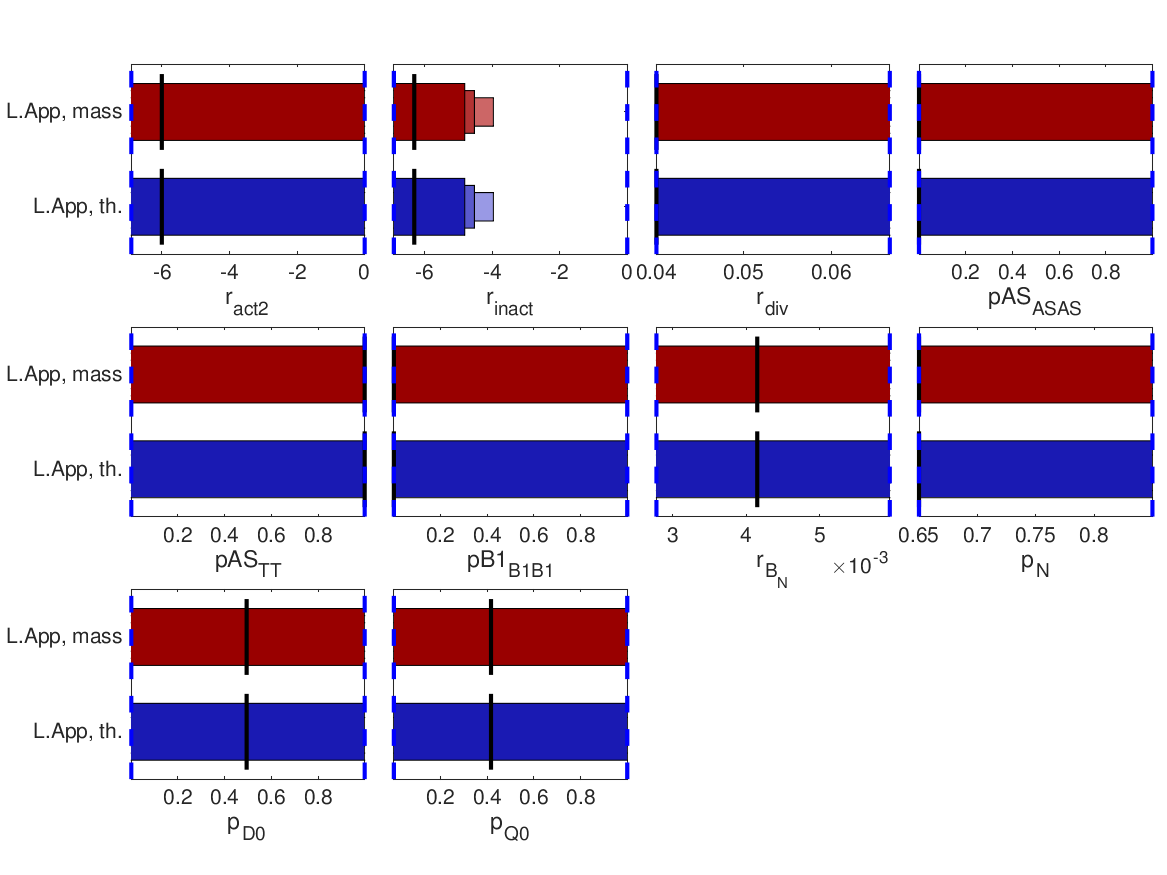 L.App, mass
L.App, th.
-6 -4 -2 0
r_act2
-6 -4 -2 0
r_inact
0.04 0.05 0.06
r_div
0.2 0.4 0.6 0.8
pAS_ASAS
L.App, mass
L.App, th.
0.2 0.4 0.6 0.8
pAS_TT
0.2 0.4 0.6 0.8
pB1_B1B1
3 4 5
×10^-3
r_B_N
0.65 0.7 0.75 0.8
p_N
L.App, mass
L.App, th.
0.2 0.4 0.6 0.8
p_D0
0.2 0.4 0.6 0.8
p_Q0